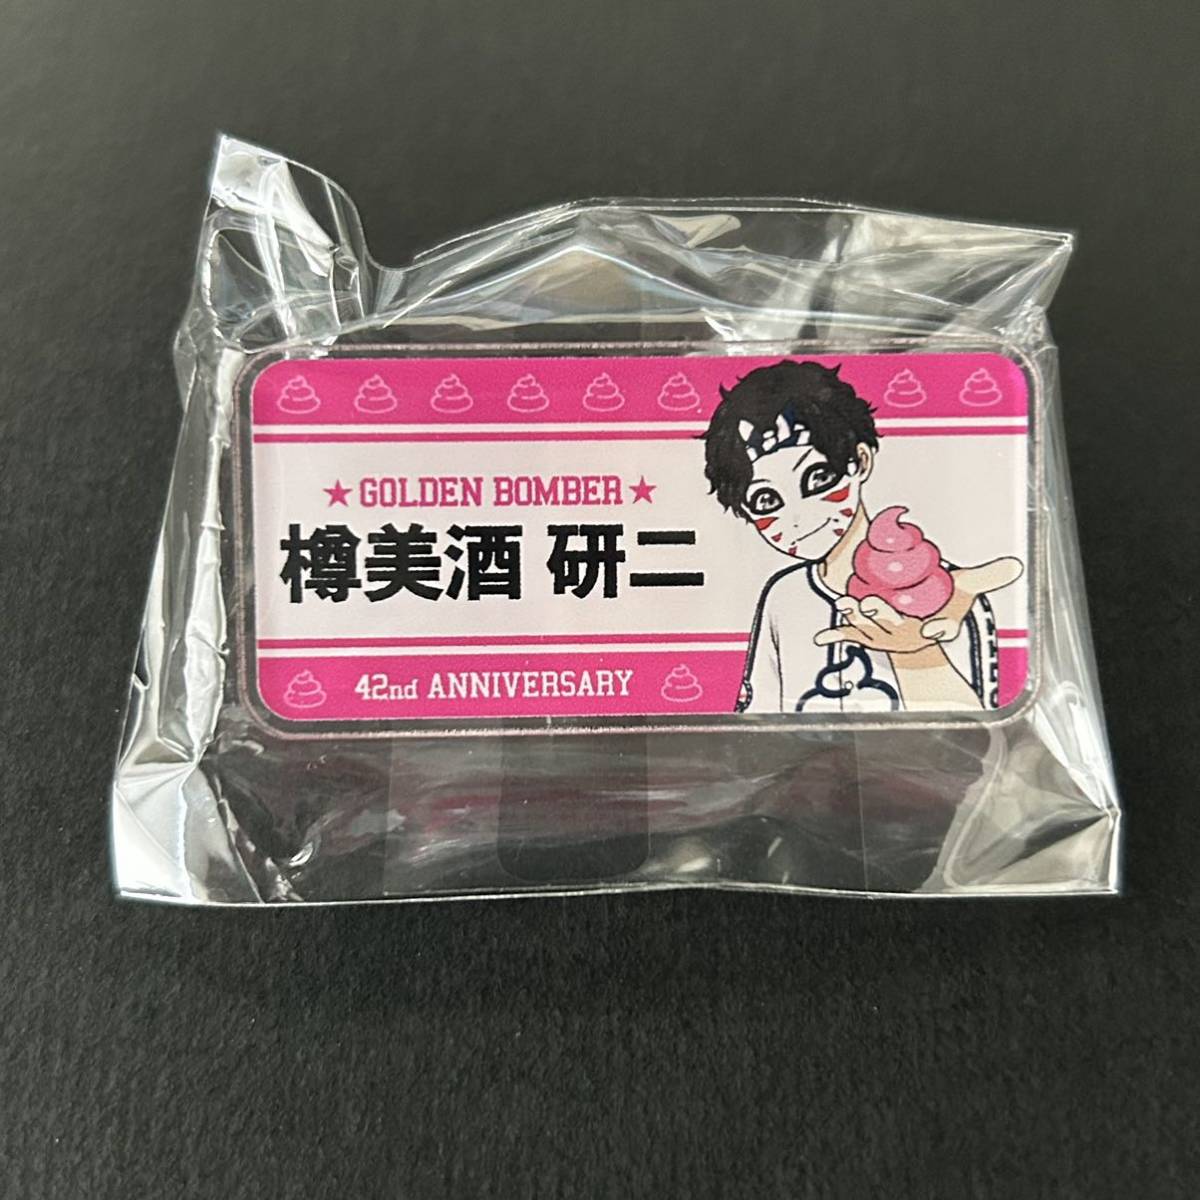 ★GOLDEN BOMBER★
樽美酒 研二
42nd ANNIVERSARY